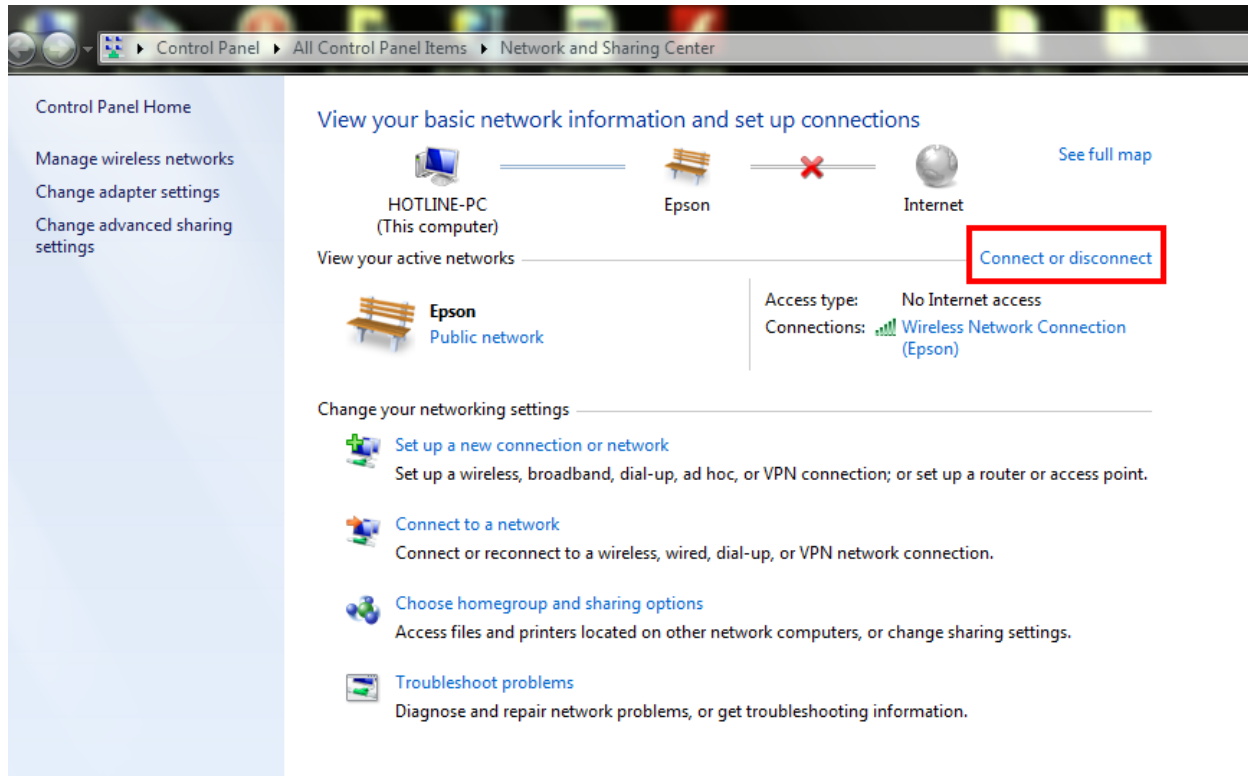 Control Panel All Control Panel Items Network and Sharing Center
Control Panel Home
Manage wireless networks
Change adapter settings
Change advanced sharing
settings
View your basic network information and set up connections
See full map
HOTLINE-PC
(This computer)
Epson
Internet
View your active networks
Connect or disconnect
Epson
Public network
Access type: No Internet access
Connections: Wireless Network Connection
(Epson)
Change your networking settings
Set up a new connection or network
Set up a wireless, broadband, dial-up, ad hoc, or VPN connection; or set up a router or access point.
Connect to a network
Connect or reconnect to a wireless, wired, dial-up, or VPN network connection.
Choose homegroup and sharing options
Access files and printers located on other network computers, or change sharing settings.
Troubleshoot problems
Diagnose and repair network problems, or get troubleshooting information.